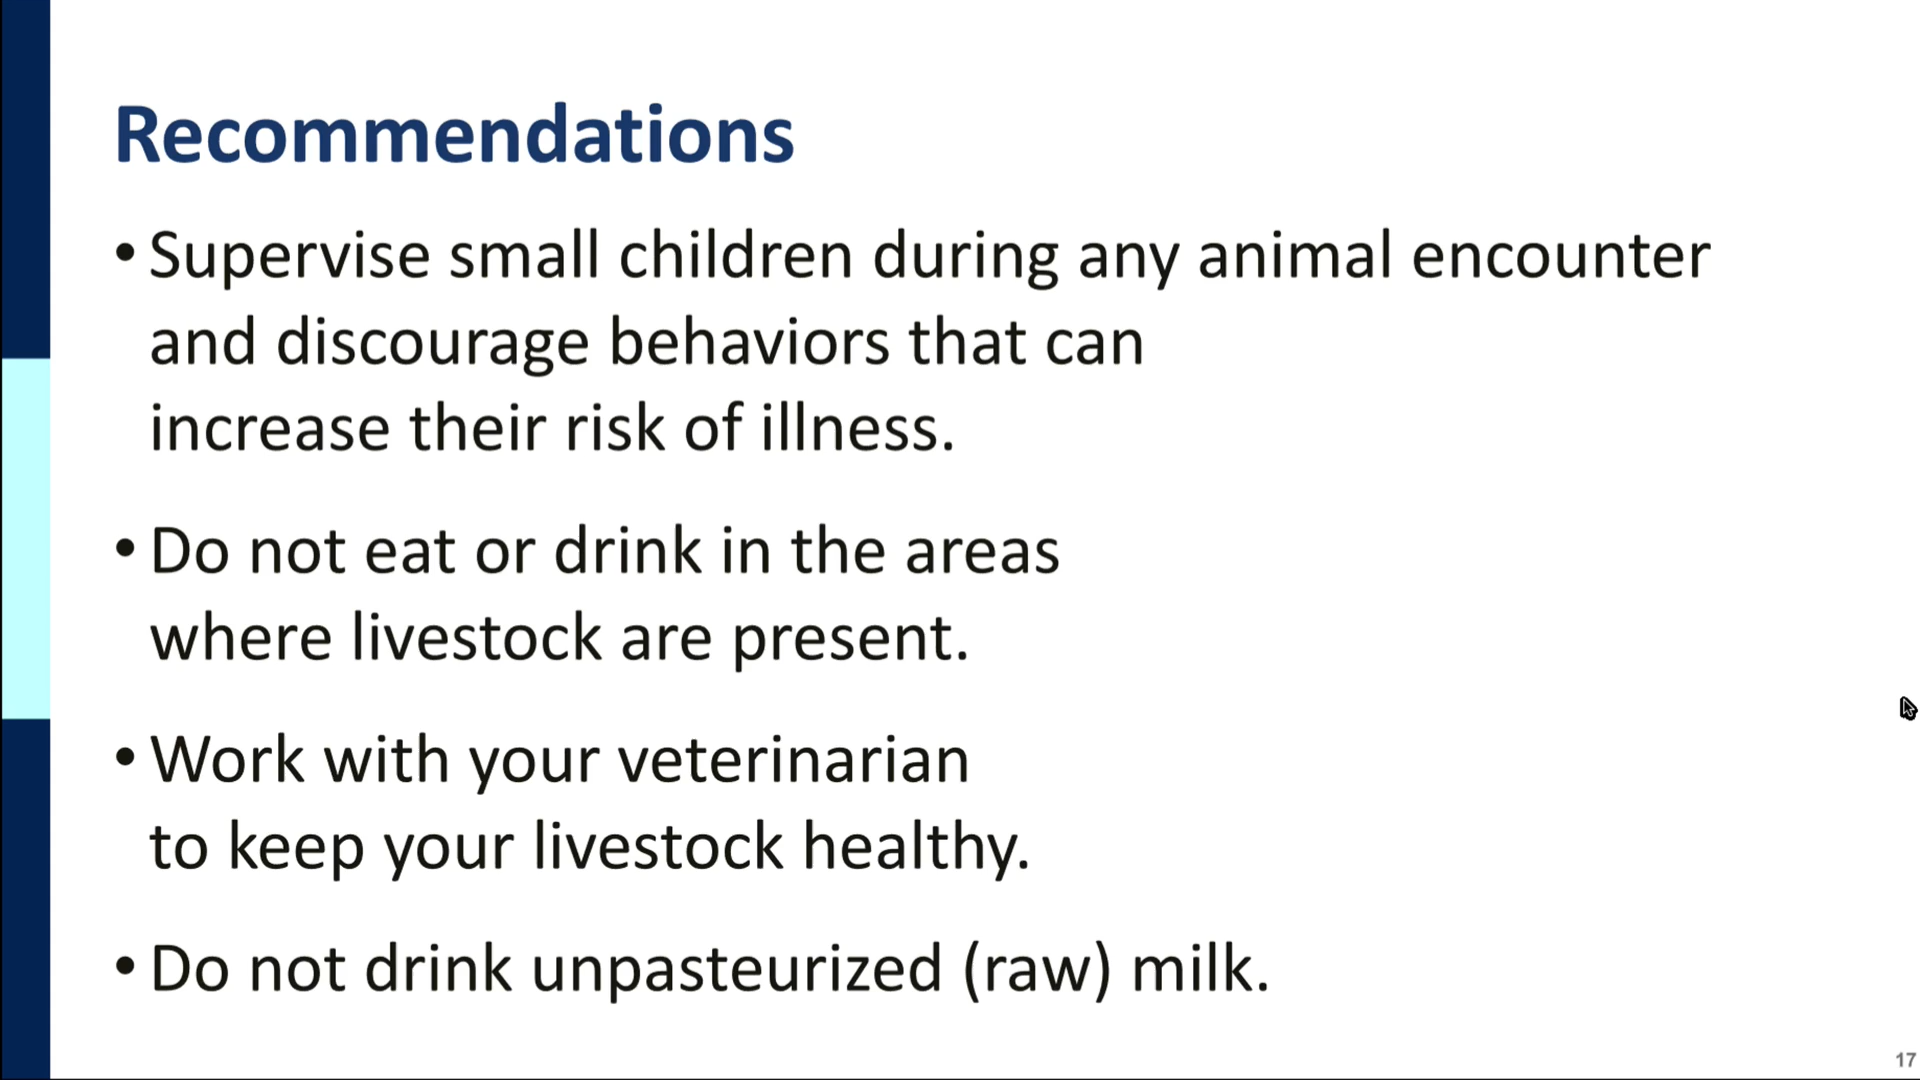 Recommendations
• Supervise small children during any animal encounter
and discourage behaviors that can
increase their risk of illness.
• Do not eat or drink in the areas
where livestock are present.
• Work with your veterinarian
to keep your livestock healthy.
• Do not drink unpasteurized (raw) milk.
17